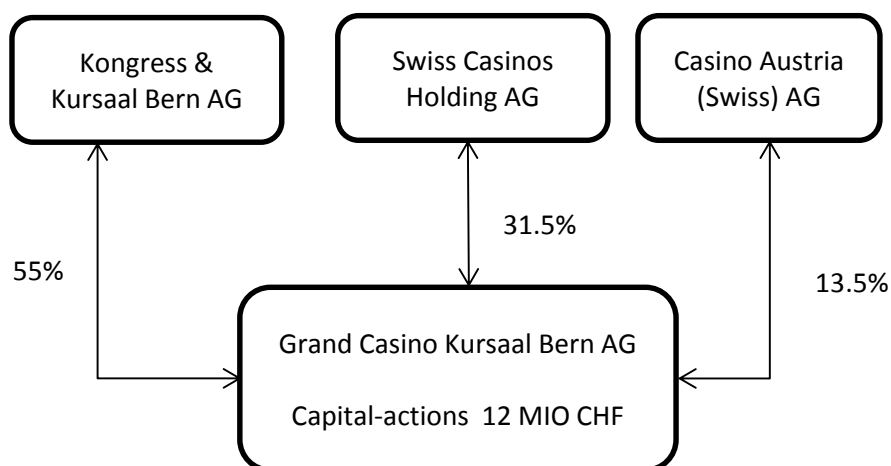 Kongress &
Kursaal Bern AG
Swiss Casinos
Holding AG
Casino Austria
(Swiss) AG
55%
31.5%
13.5%
Grand Casino Kursaal Bern AG
Capital-actions 12 MIO CHF